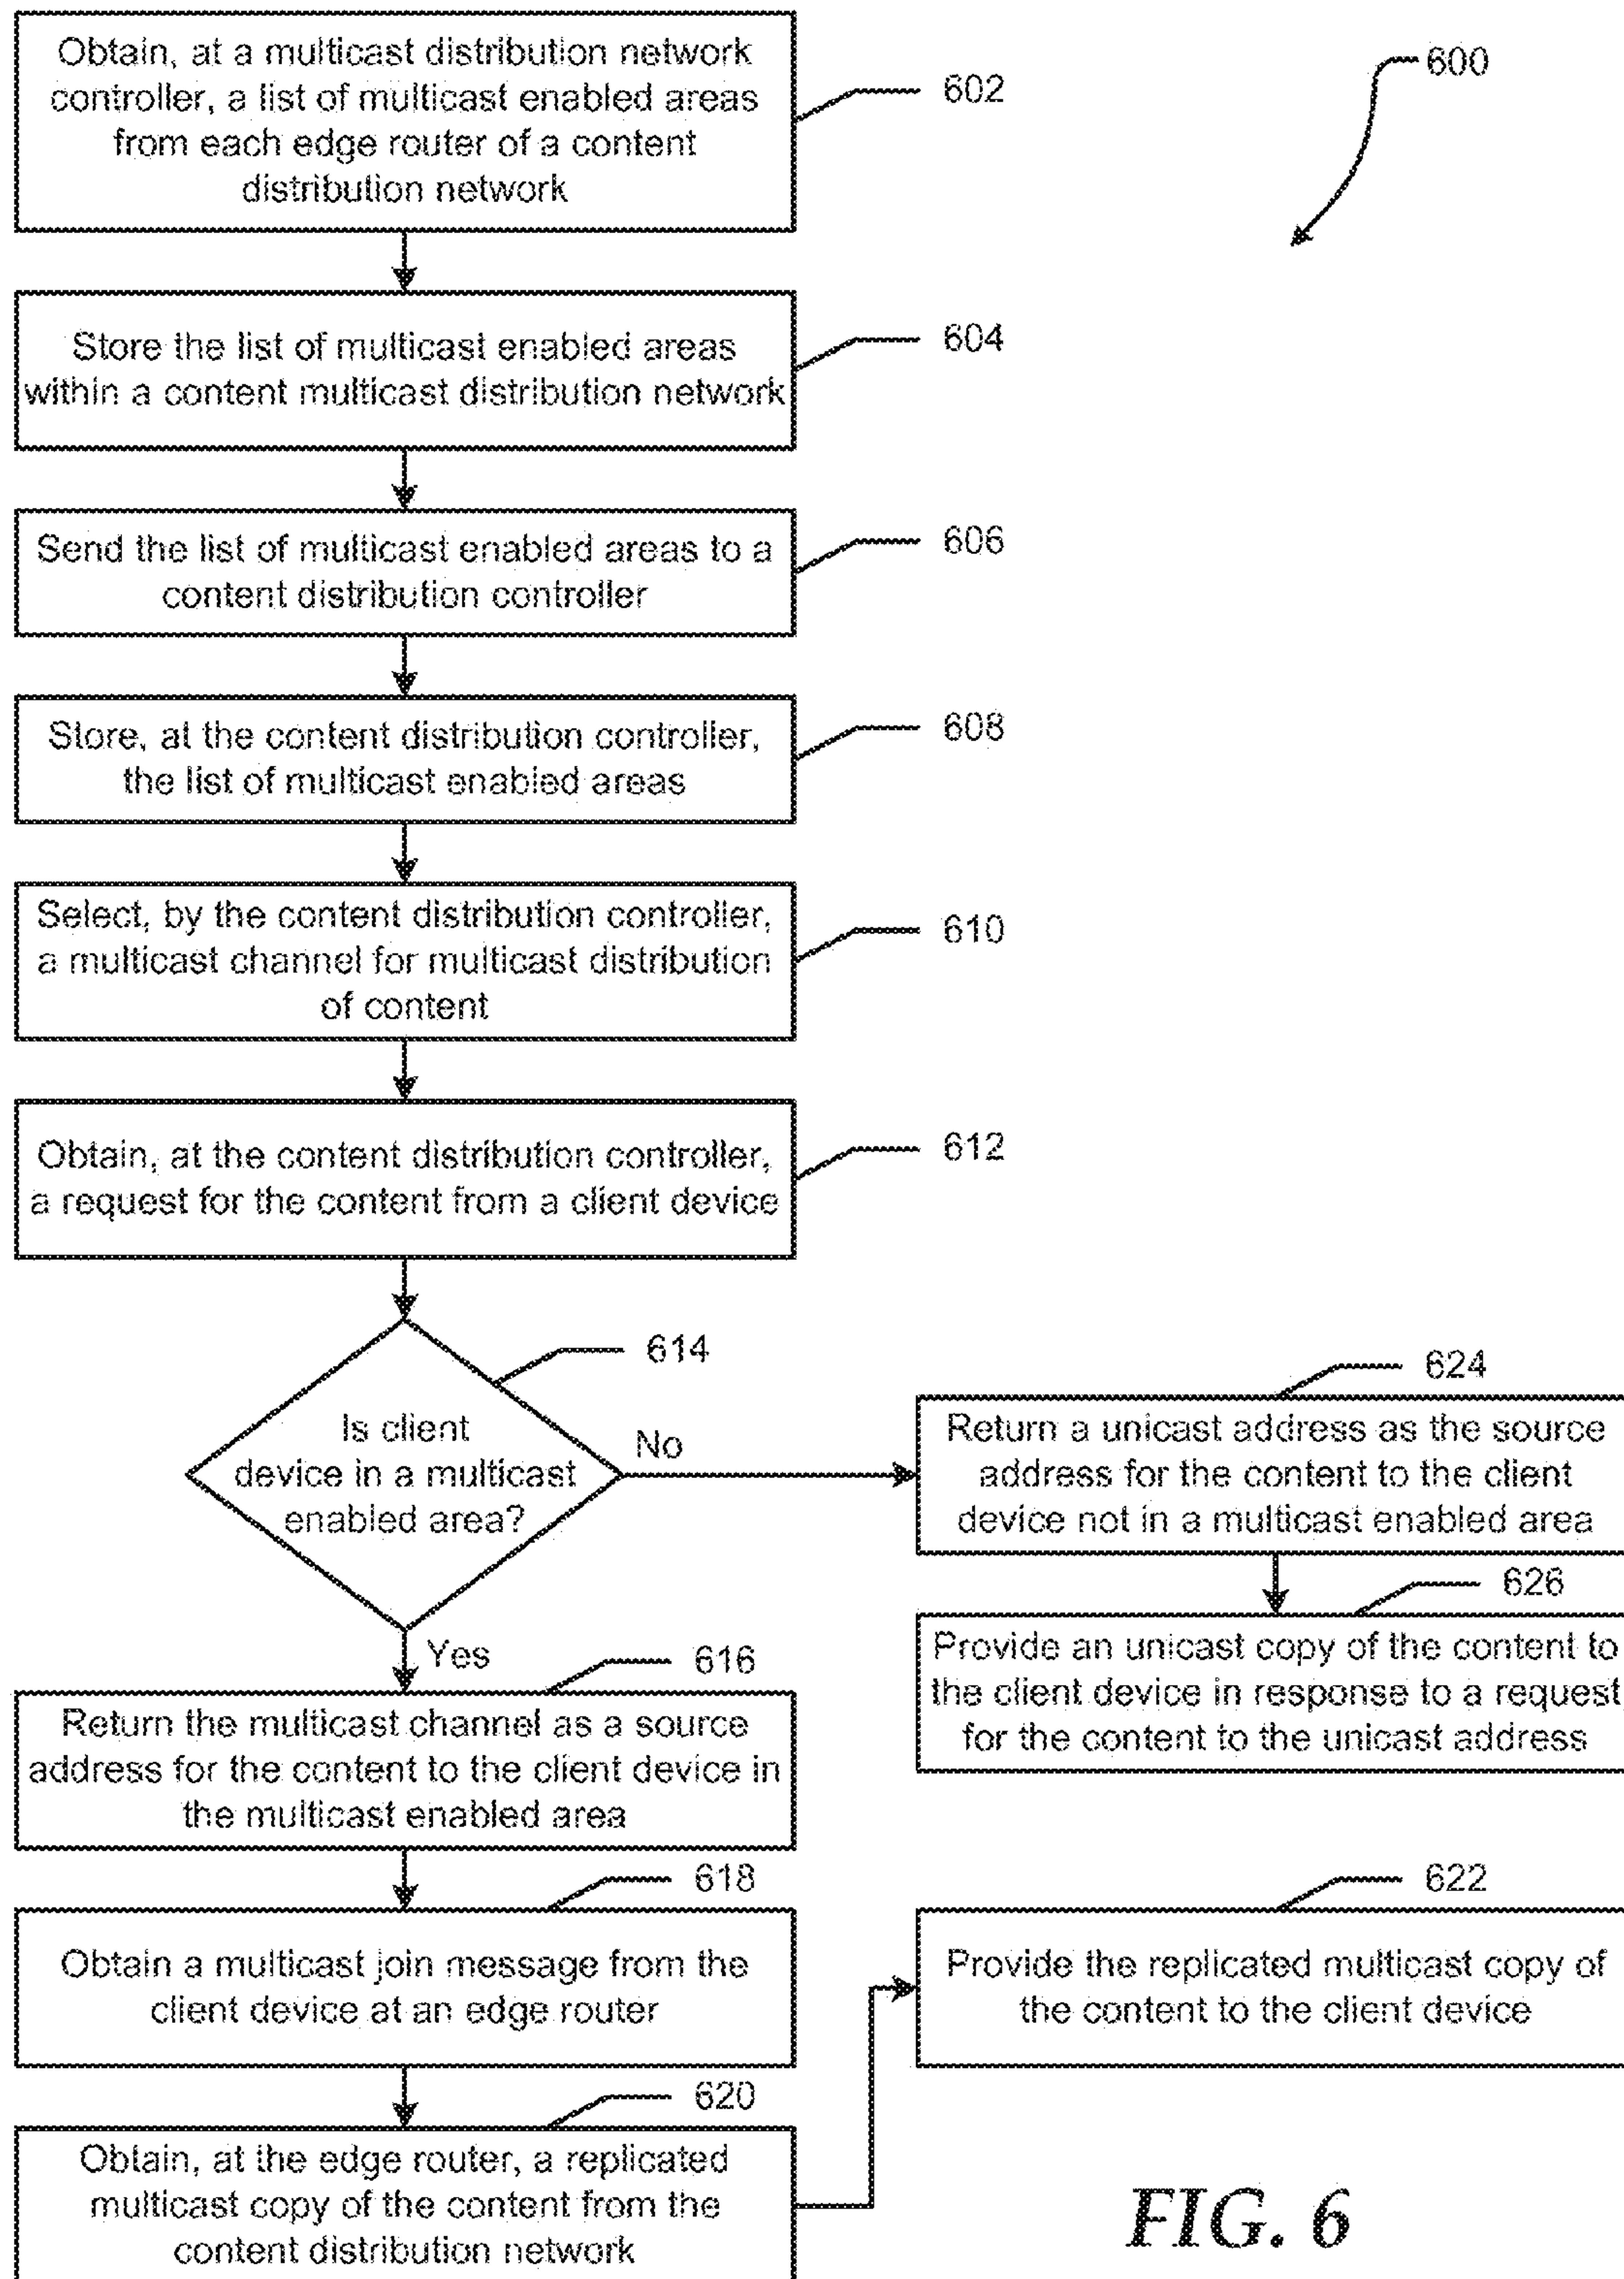 600
Obtain, at a multicast distribution network
controller, a list of multicast enabled areas
from each edge router of a content
distribution network
602
Store the list of multicast enabled areas
within a content multicast distribution network
604
Send the list of multicast enabled areas to a
content distribution controller
606
Store, at the content distribution controller,
the list of multicast enabled areas
608
Select, by the content distribution controller,
a multicast channel for multicast distribution
of content
610
Obtain, at the content distribution controller,
a request for the content from a client device
612
614
Is client
device in a multicast
enabled area?
No
Yes
624
Return a unicast address as the source
address for the content to the client
device not in a multicast enabled area
626
Provide an unicast copy of the content to
the client device in response to a request
for the content to the unicast address
616
Return the multicast channel as a source
address for the content to the client device in
the multicast enabled area
618
Obtain a multicast join message from the
client device at an edge router
620
Obtain, at the edge router, a replicated
multicast copy of the content from the
content distribution network
622
Provide the replicated multicast copy of
the content to the client device
FIG. 6